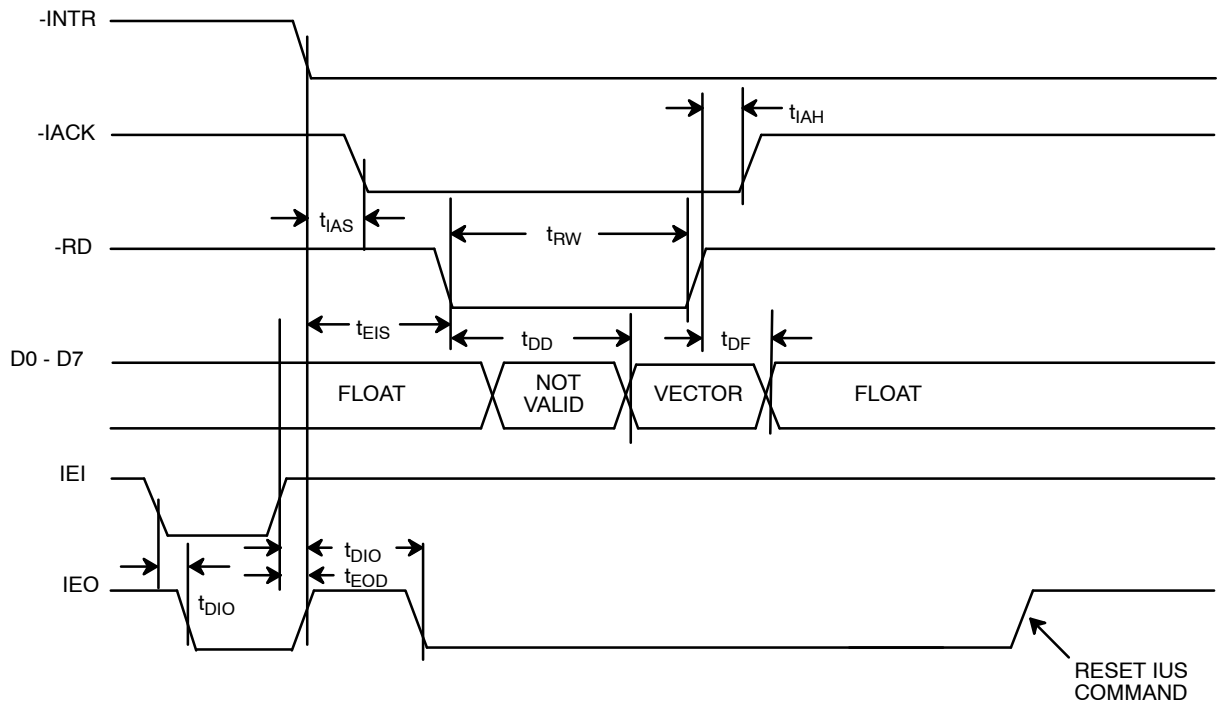 -INTR
tIAH
-IACK
tIAS
tRW
-RD
tEIS
tDD
tDF
D0 - D7
FLOAT
NOT
VALID
VECTOR
FLOAT
IEI
tDIO
tEOD
IEO
tDIO
RESET IUS
COMMAND